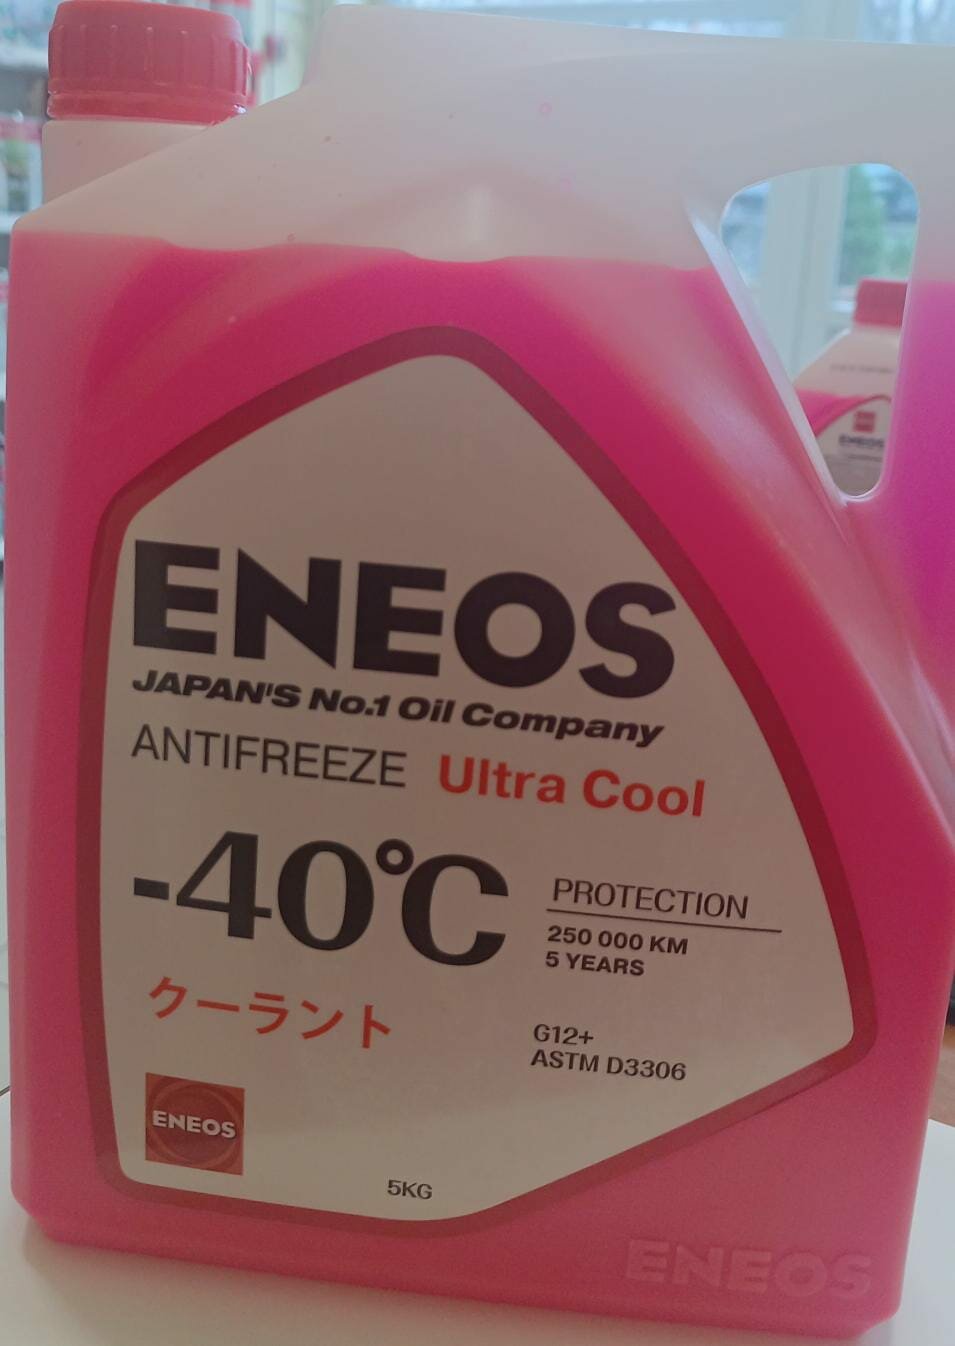 ENEOS
JAPAN'S No.1 Oil Company
ANTIFREEZE Ultra Cool
-40℃
PROTECTION
250 000 KM
5 YEARS
クーラント
G12+
ASTM D3306
ENEOS
5KG
ENEOS
ENEOS